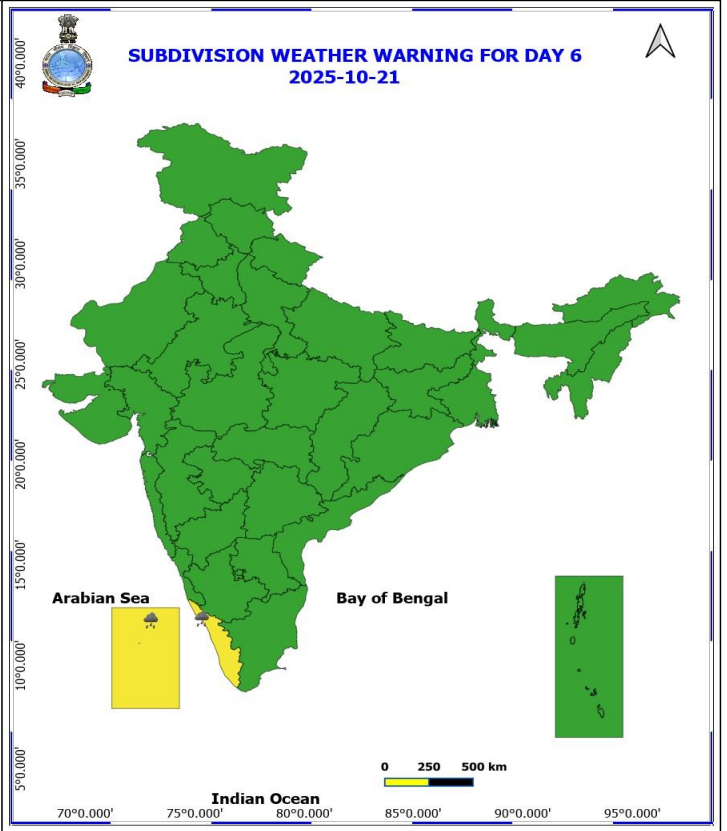 SUBDIVISION WEATHER WARNING FOR DAY 6
2025-10-21
40°0.000'
35°0.000'
30°0.000'
25°0.000'
20°0.000'
15°0.000'
10°0.000'
5°0.000'
Arabian Sea
Bay of Bengal
0 250 500 km
Indian Ocean
70°0.000' 75°0.000' 80°0.000' 85°0.000' 90°0.000' 95°0.000'